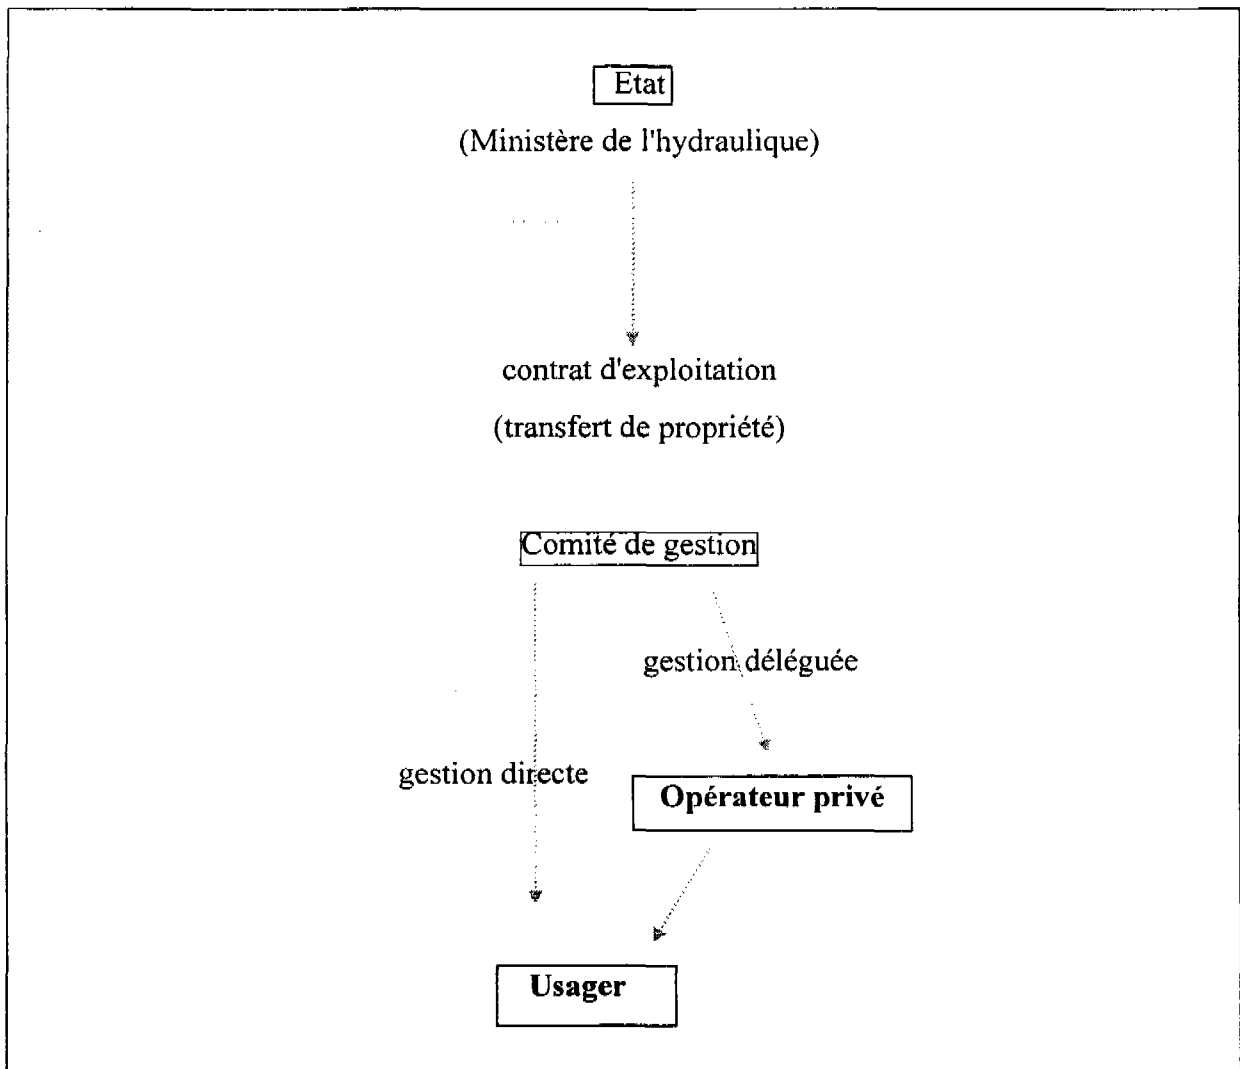 Etat
(Ministère de l'hydraulique)
contrat d'exploitation
(transfert de propriété)
Comité de gestion
gestion déléguée
gestion directe
Opérateur privé
Usager